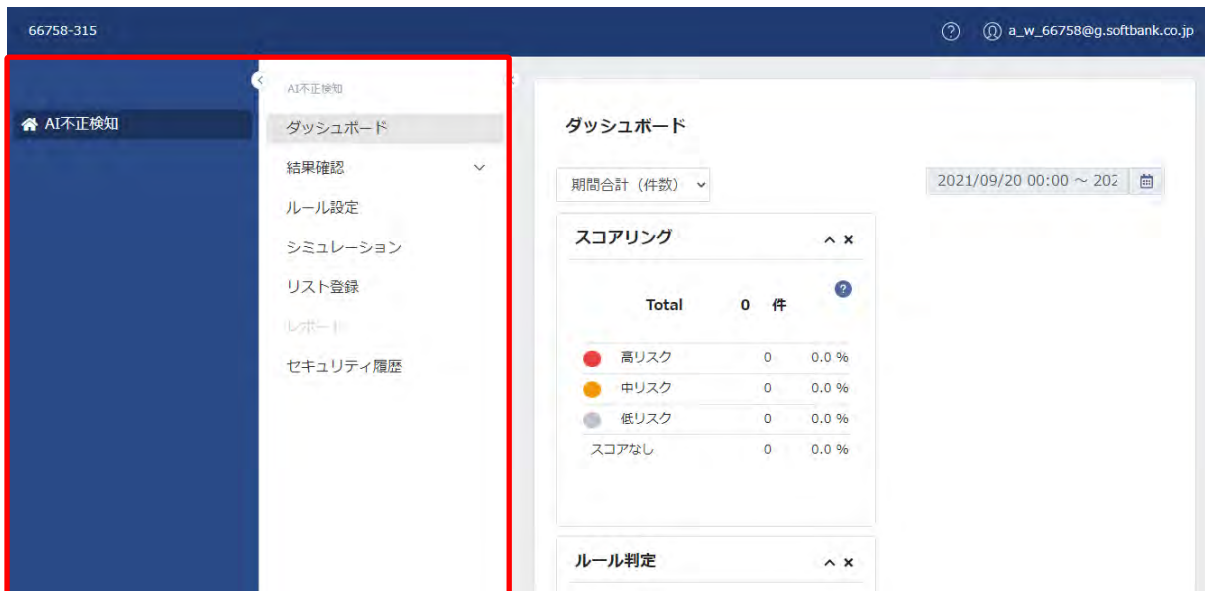 66758-315
a_w_66758@g.softbank.co.jp
AI不正検知
AI不正検知
ダッシュボード
結果確認
ルール設定
シミュレーション
リスト登録
レポート
セキュリティ履歴
ダッシュボード
期間合計（件数）
2021/09/20 00:00 ～ 202
スコアリング
Total 0 件
高リスク 0 0.0 %
中リスク 0 0.0 %
低リスク 0 0.0 %
スコアなし 0 0.0 %
ルール判定